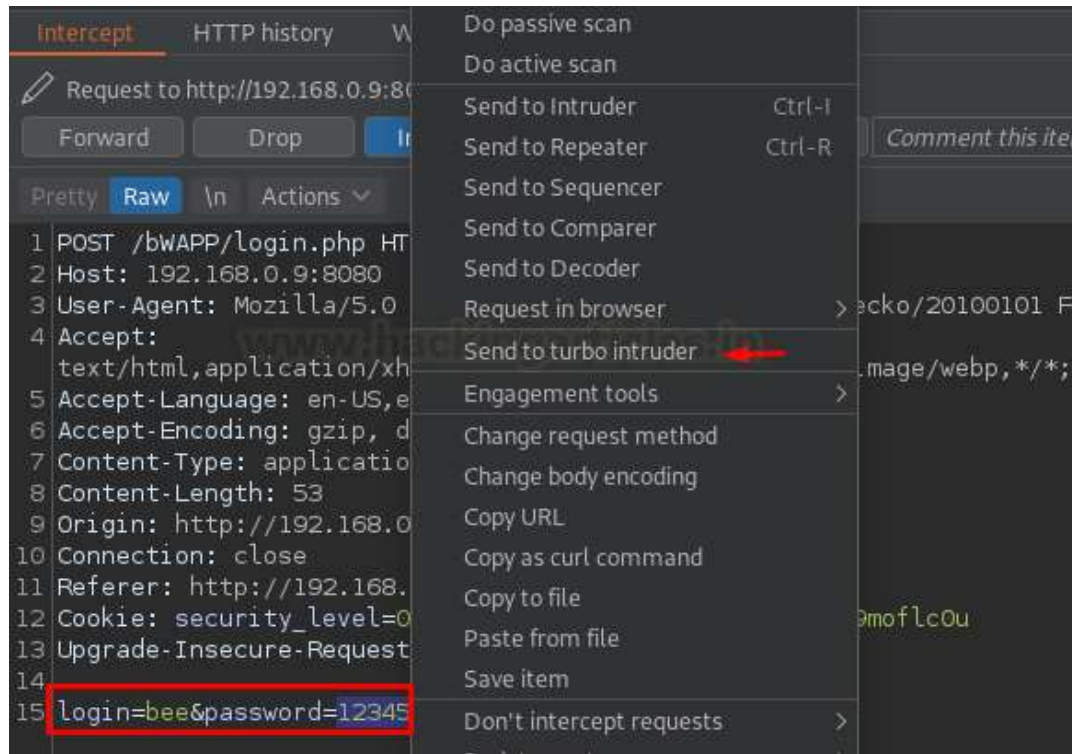 Intercept HTTP history W
Request to http://192.168.0.9:80
Forward Drop In Comment this ite
Pretty Raw \n Actions
1 POST /bWAPP/login.php HT
2 Host: 192.168.0.9:8080
3 User-Agent: Mozilla/5.0 ecko/20100101 F
4 Accept:
text/html,application/xh mage/webp,*/*;
5 Accept-Language: en-US,e
6 Accept-Encoding: gzip, d
7 Content-Type: applicatio
8 Content-Length: 53
9 Origin: http://192.168.0
10 Connection: close
11 Referer: http://192.168.
12 Cookie: security_level=0 9moflc0u
13 Upgrade-Insecure-Request
14
15 login=bee&password=12345
Do passive scan
Do active scan
Send to Intruder Ctrl-I
Send to Repeater Ctrl-R
Send to Sequencer
Send to Comparer
Send to Decoder
Request in browser
Send to turbo intruder
Engagement tools
Change request method
Change body encoding
Copy URL
Copy as curl command
Copy to file
Paste from file
Save item
Don't intercept requests